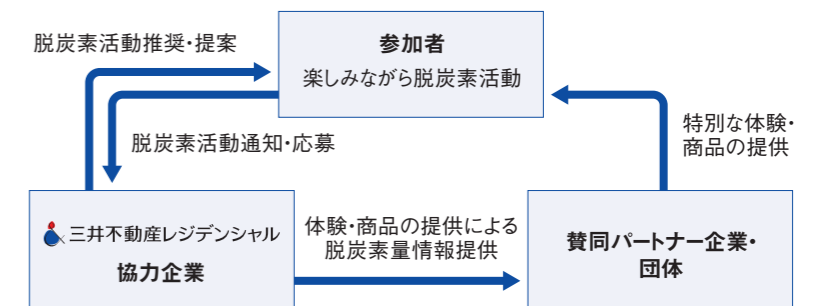 脱炭素活動推奨・提案
参加者
楽しみながら脱炭素活動
脱炭素活動通知・応募
特別な体験・
商品の提供
三井不動産レジデンシャル
協力企業
体験・商品の提供による
脱炭素量情報提供
賛同パートナー企業・
団体